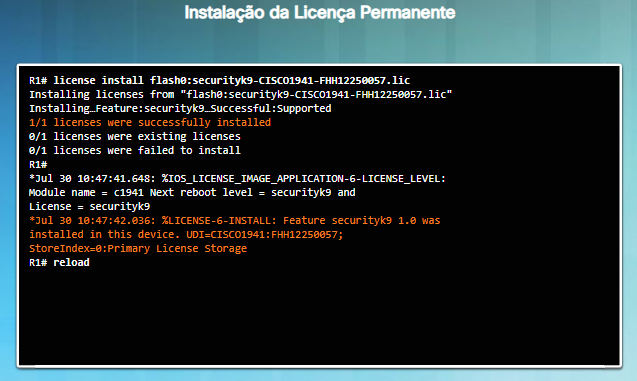 Instalação da Licença Permanente
R1# license install flash0:securityk9-CISCO1941-FHH12250057.lic
Installing licenses from "flash0:securityk9-CISCO1941-FHH12250057.lic"
Installing…Feature:securityk9…Successful:Supported
1/1 licenses were successfully installed
0/1 licenses were existing licenses
0/1 licenses were failed to install
R1#
*Jul 30 10:47:41.648: %IOS_LICENSE_IMAGE_APPLICATION-6-LICENSE_LEVEL:
Module name = c1941 Next reboot level = securityk9 and
License = securityk9
*Jul 30 10:47:42.036: %LICENSE-6-INSTALL: Feature securityk9 1.0 was
installed in this device. UDI=CISCO1941:FHH12250057;
StoreIndex=0:Primary License Storage
R1# reload